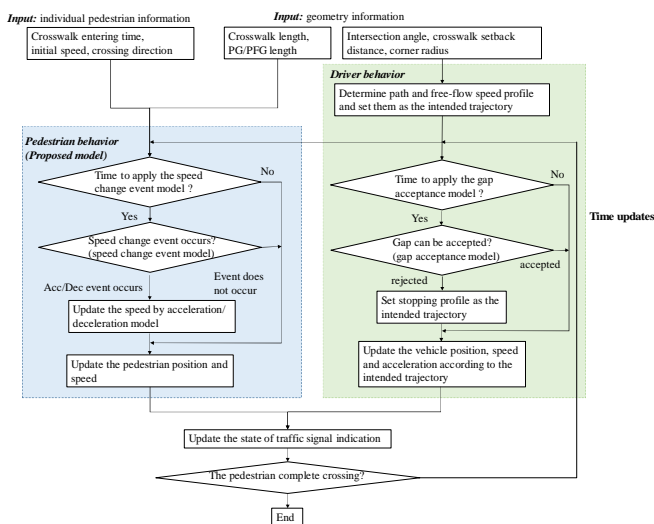 Input: individual pedestrian information
Input: geometry information
Crosswalk entering time,
initial speed, crossing direction
Crosswalk length,
PG/PFG length
Intersection angle, crosswalk setback
distance, corner radius
Driver behavior
Determine path and free-flow speed profile
and set them as the intended trajectory
Pedestrian behavior
(Proposed model)
Time to apply the speed
change event model ?
No
Yes
Speed change event occurs?
(speed change event model)
Acc/Dec event occurs
Event does
not occur
Update the speed by acceleration/
deceleration model
Update the pedestrian position and
speed
Time to apply the gap
acceptance model ?
No
Yes
Gap can be accepted?
(gap acceptance model)
accepted
rejected
Set stopping profile as the
intended trajectory
Update the vehicle position, speed
and acceleration according to the
intended trajectory
Time updates
Update the state of traffic signal indication
The pedestrian complete crossing?
End